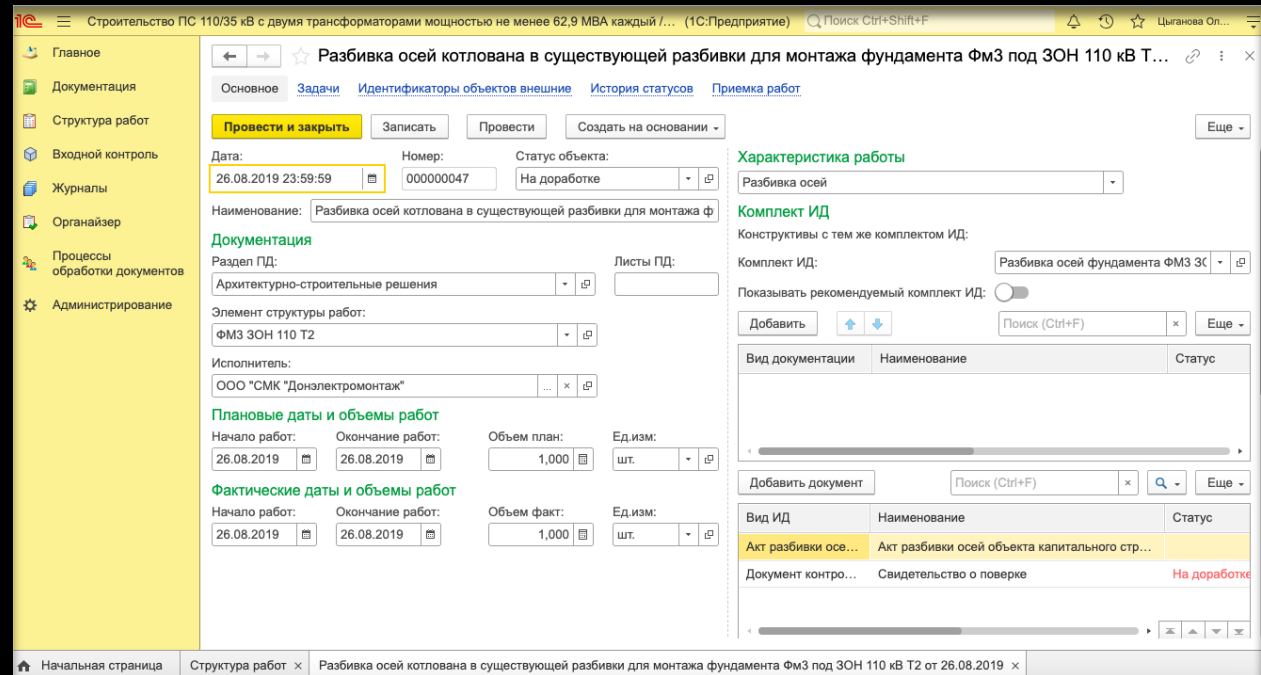 1С Строительство ПС 110/35 кВ с двумя трансформаторами мощностью не менее 62,9 МВА каждый /... (1С:Предприятие) Поиск Ctrl+Shift+F Цыганова Ол...
Главное
Документация
Структура работ
Входной контроль
Журналы
Органайзер
Процессы
обработки документов
Администрирование
Разбивка осей котлована в существующей разбивки для монтажа фундамента Фм3 под ЗОН 110 кВ Т...
Основное Задачи Идентификаторы объектов внешние История статусов Приемка работ
Провести и закрыть Записать Провести Создать на основании Еще
Дата: Номер: Статус объекта:
26.08.2019 23:59:59 000000047 На доработке
Наименование: Разбивка осей котлована в существующей разбивки для монтажа ф
Документация
Раздел ПД: Листы ПД:
Архитектурно-строительные решения
Элемент структуры работ:
ФМ3 ЗОН 110 Т2
Исполнитель:
ООО "СМК "Донэлектромонтаж" ...
Плановые даты и объемы работ
Начало работ: Окончание работ: Объем план: Ед.изм:
26.08.2019 26.08.2019 1,000 шт.
Фактические даты и объемы работ
Начало работ: Окончание работ: Объем факт: Ед.изм:
26.08.2019 26.08.2019 1,000 шт.
Характеристика работы
Разбивка осей
Комплект ИД
Конструктивы с тем же комплектом ИД:
Комплект ИД: Разбивка осей фундамента ФМ3 ЗС
Показывать рекомендуемый комплект ИД:
Добавить Поиск (Ctrl+F) × Еще
Вид документации Наименование Статус
Добавить документ Поиск (Ctrl+F) × Еще
Вид ИД Наименование Статус
Акт разбивки осе... Акт разбивки осей объекта капитального стр...
Документ контро... Свидетельство о поверке На доработке
Начальная страница Структура работ × Разбивка осей котлована в существующей разбивки для монтажа фундамента Фм3 под ЗОН 110 кВ Т2 от 26.08.2019 ×